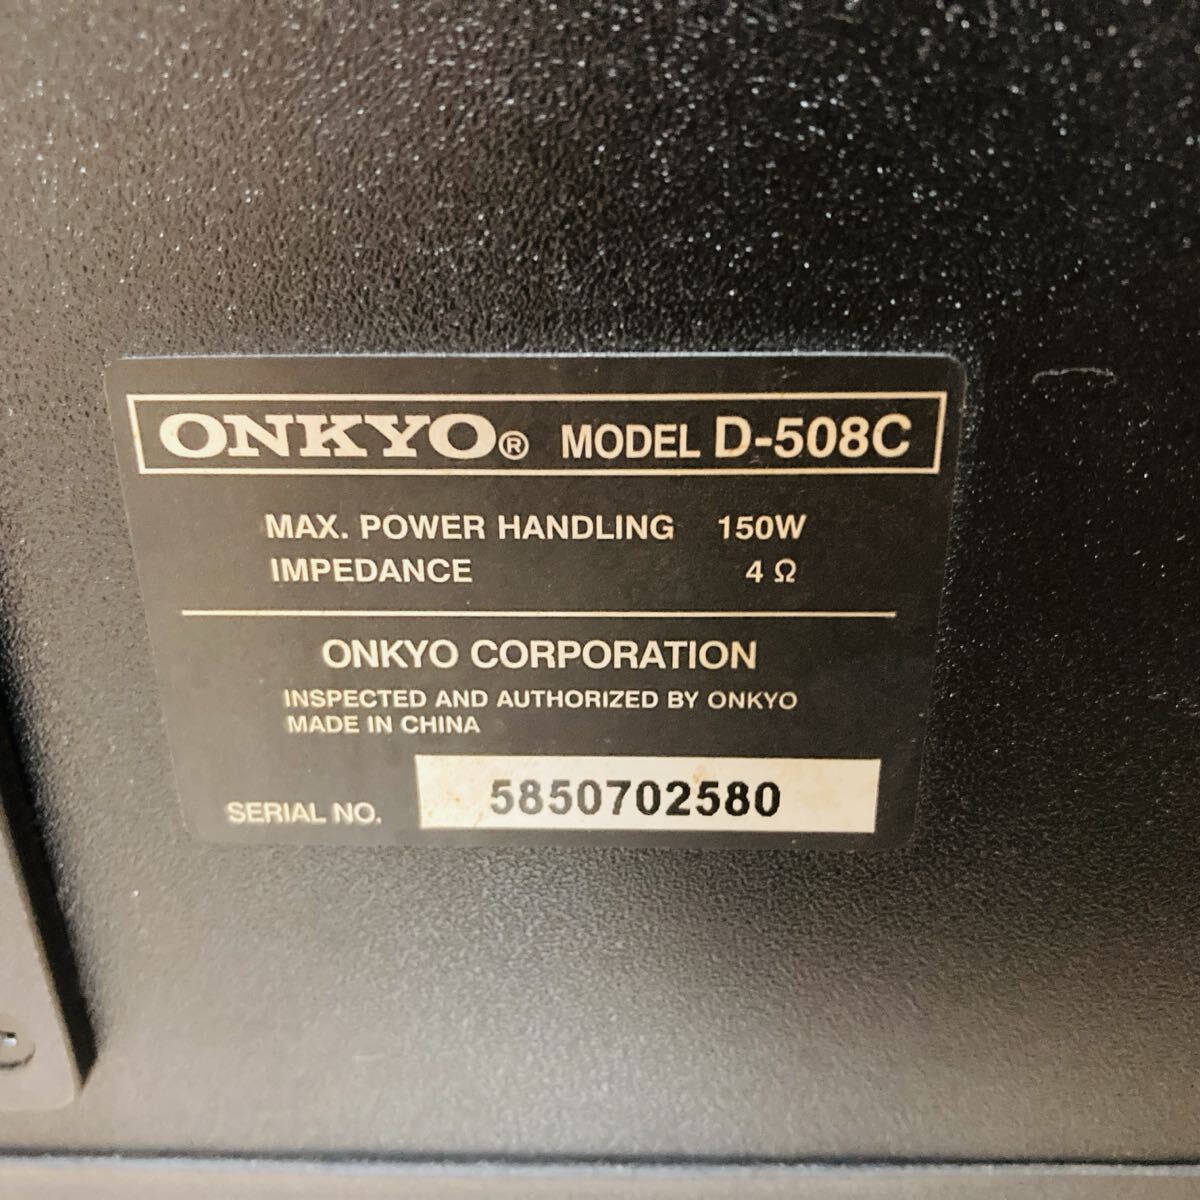 ONKYO® MODEL D-508C
MAX. POWER HANDLING 150W
IMPEDANCE 4 Ω
ONKYO CORPORATION
INSPECTED AND AUTHORIZED BY ONKYO
MADE IN CHINA
SERIAL NO. 5850702580